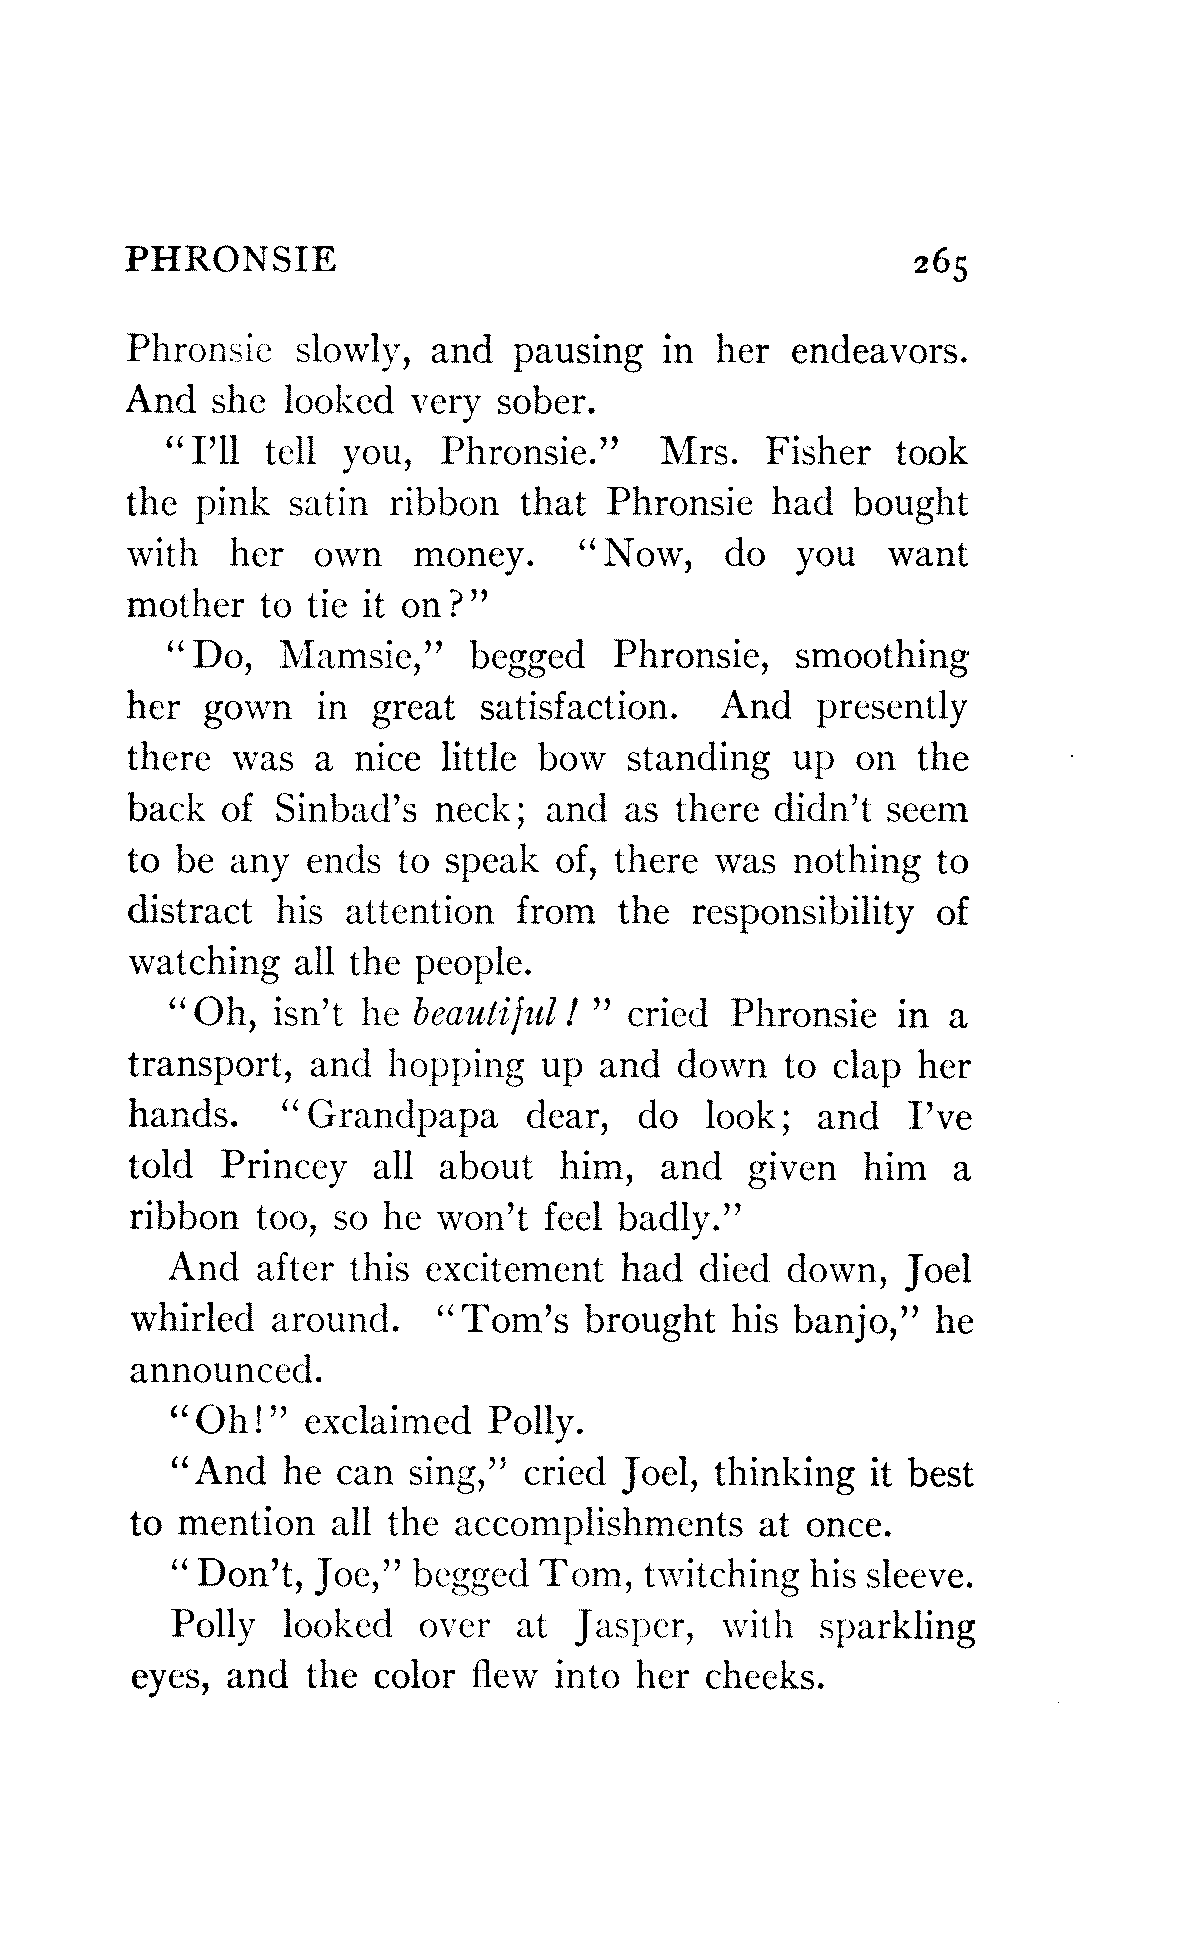 PHRONSIE 265
Phronsie slowly, and pausing in her endeavors.
And she looked very sober.
"I'll tell you, Phronsie." Mrs. Fisher took
the pink satin ribbon that Phronsie had bought
with her own money. "Now, do you want
mother to tie it on?"
"Do, Mamsie," begged Phronsie, smoothing
her gown in great satisfaction. And presently
there was a nice little bow standing up on the
back of Sinbad's neck; and as there didn't seem
to be any ends to speak of, there was nothing to
distract his attention from the responsibility of
watching all the people.
"Oh, isn't he beautiful!" cried Phronsie in a
transport, and hopping up and down to clap her
hands. "Grandpapa dear, do look; and I've
told Princey all about him, and given him a
ribbon too, so he won't feel badly."
And after this excitement had died down, Joel
whirled around. "Tom's brought his banjo," he
announced.
"Oh!" exclaimed Polly.
"And he can sing," cried Joel, thinking it best
to mention all the accomplishments at once.
"Don't, Joe," begged Tom, twitching his sleeve.
Polly looked over at Jasper, with sparkling
eyes, and the color flew into her cheeks.